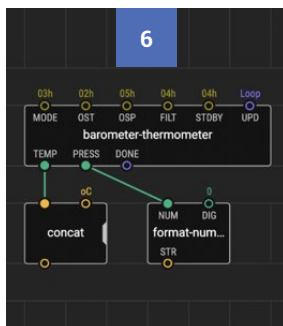 6
03h 02h 05h 04h 04h Loop
MODE OST OSP FILT STDBY UPD
barometer-thermometer
TEMP PRESS DONE
oC 0
NUM DIG
concat format-num...
STR